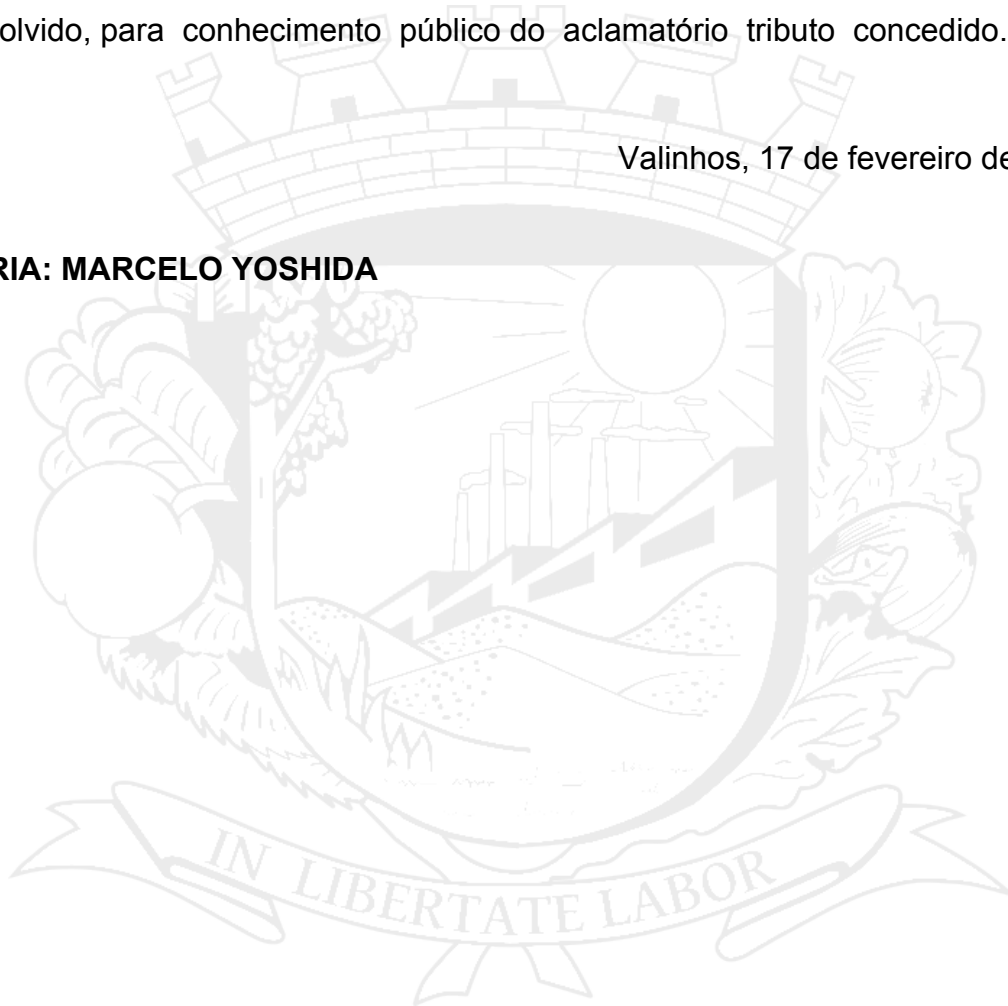 olvido, para conhecimento público do aclamatório tributo concedido.
Valinhos, 17 de fevereiro de
RIA: MARCELO YOSHIDA
IN LIBERTATE LABOR